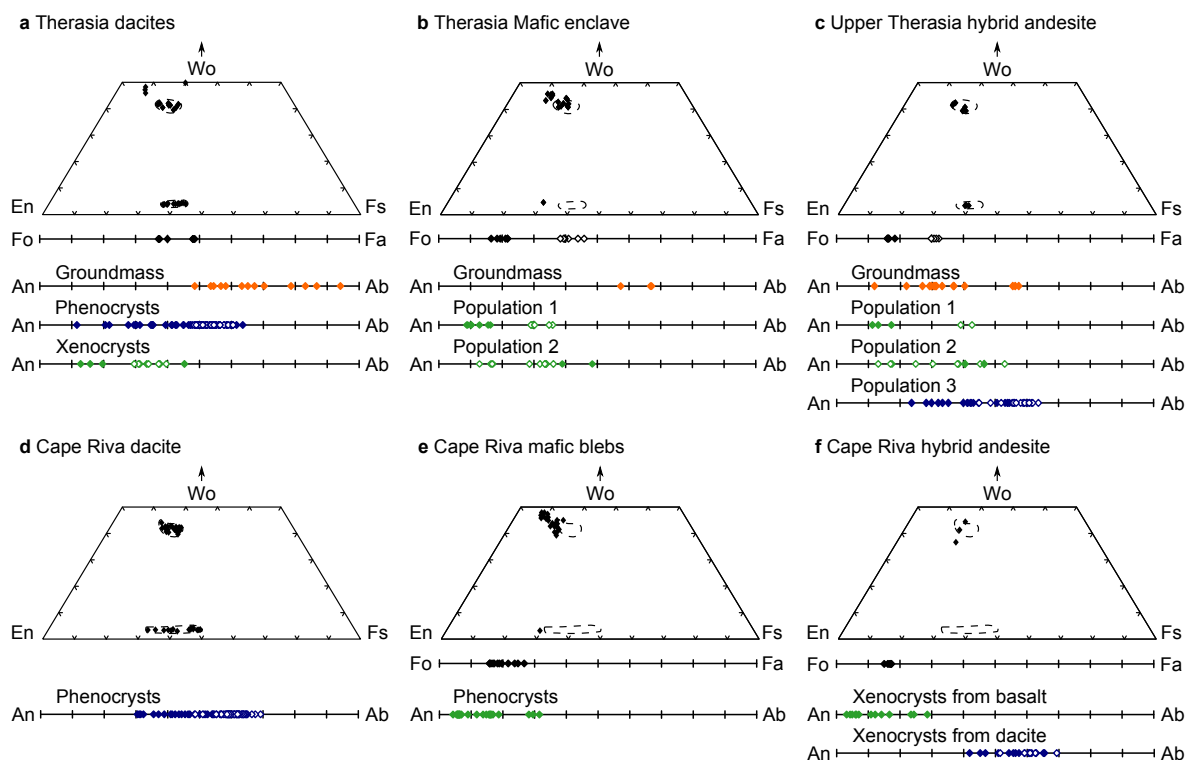 a Therasia dacites
Wo
En Fs
Fo Fa
Groundmass
An Ab
Phenocrysts
An Ab
Xenocrysts
An Ab
b Therasia Mafic enclave
Wo
En Fs
Fo Fa
Groundmass
An Ab
Population 1
An Ab
Population 2
An Ab
c Upper Therasia hybrid andesite
Wo
En Fs
Fo Fa
Groundmass
An Ab
Population 1
An Ab
Population 2
An Ab
Population 3
An Ab
d Cape Riva dacite
Wo
En Fs
Phenocrysts
An Ab
e Cape Riva mafic blebs
Wo
En Fs
Fo Fa
Phenocrysts
An Ab
f Cape Riva hybrid andesite
Wo
En Fs
Fo Fa
Xenocrysts from basalt
An Ab
Xenocrysts from dacite
An Ab